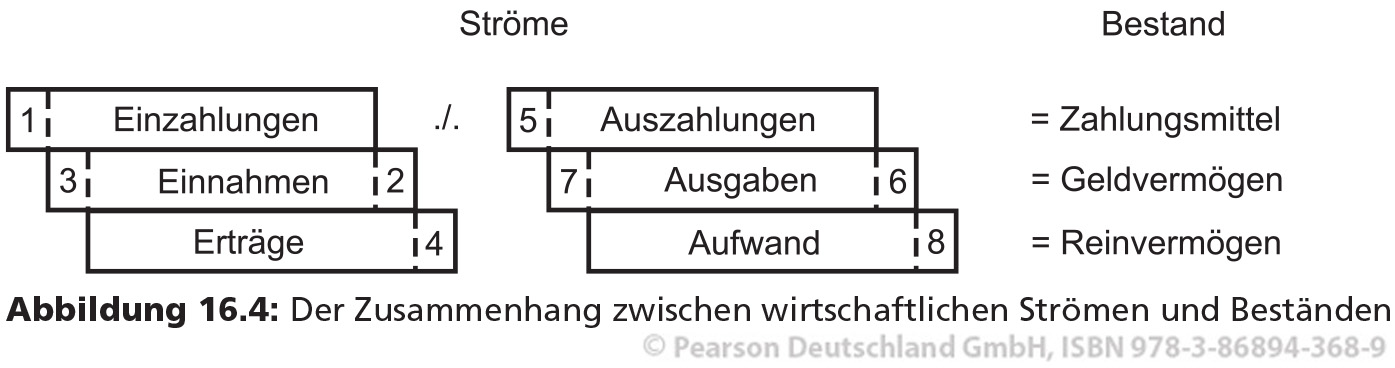 Ströme Bestand
1 Einzahlungen ./. 5 Auszahlungen = Zahlungsmittel
3 Einnahmen 2 7 Ausgaben 6 = Geldvermögen
Erträge 4 Aufwand 8 = Reinvermögen
Abbildung 16.4: Der Zusammenhang zwischen wirtschaftlichen Strömen und Beständen
© Pearson Deutschland GmbH, ISBN 978-3-86894-368-9